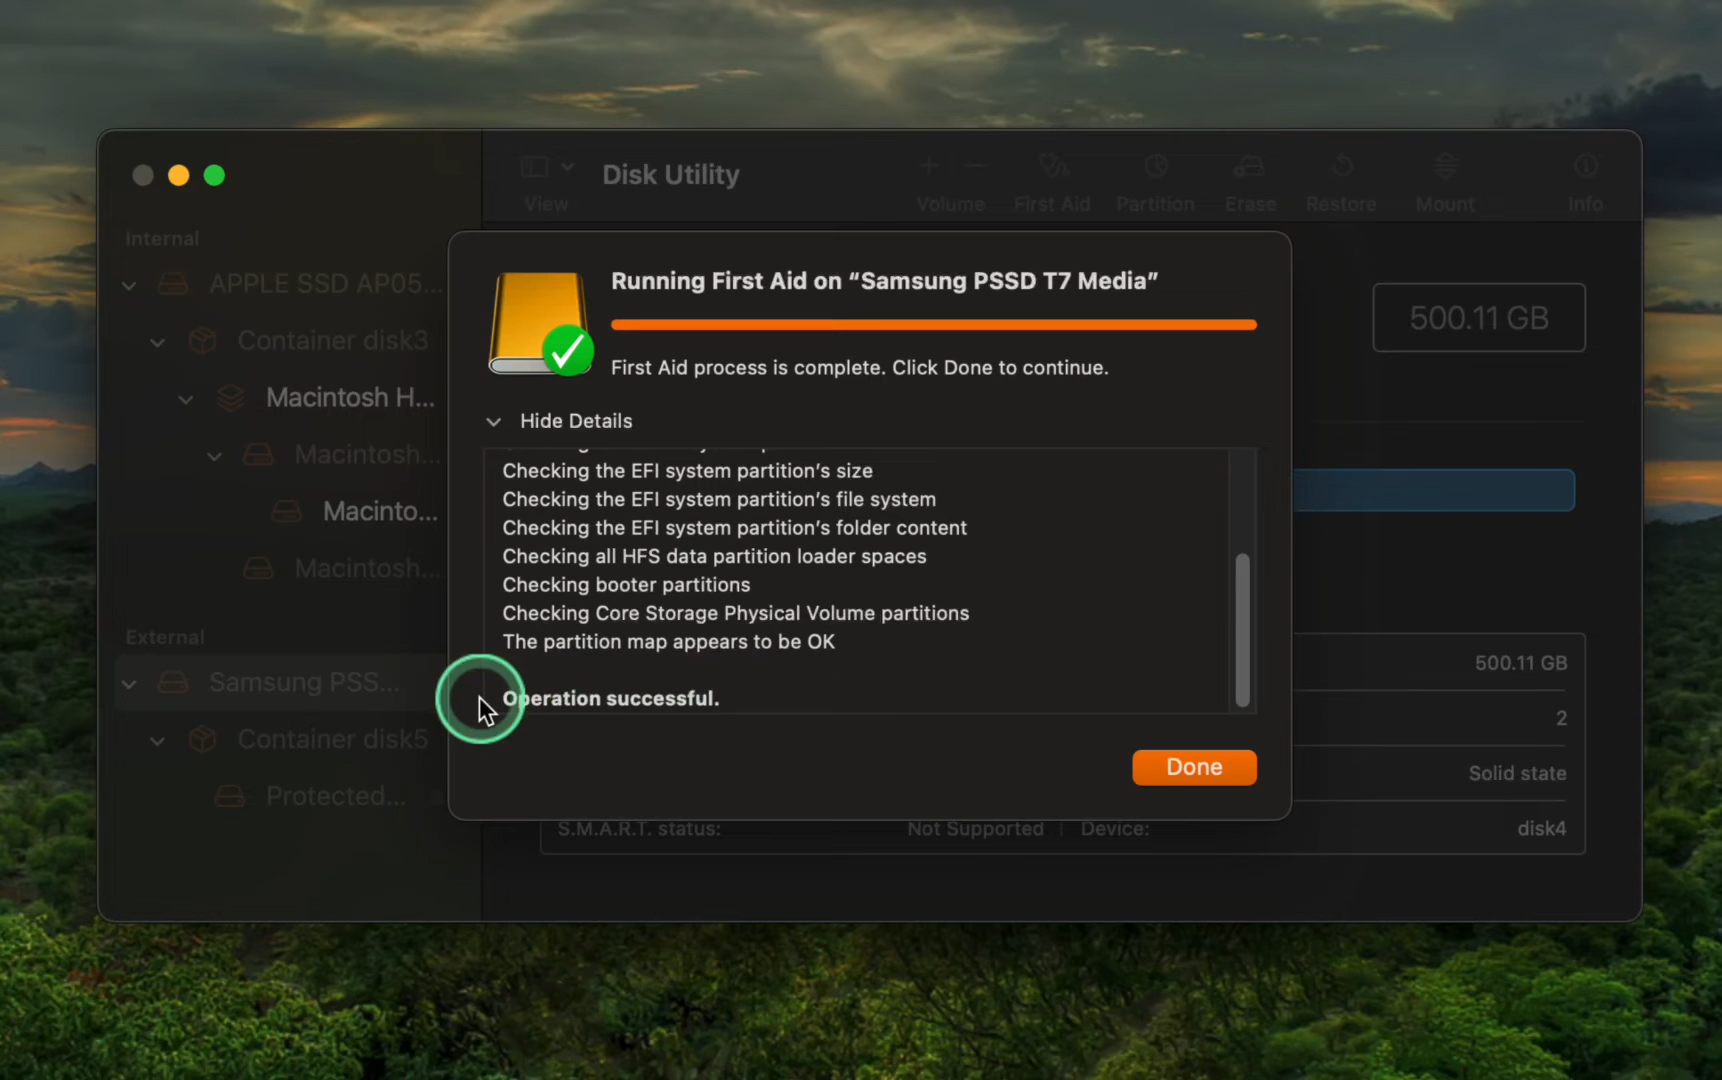 Disk Utility
View
Volume
First Aid
Partition
Erase
Restore
Mount
Info
Internal
APPLE SSD AP05...
Container disk3
Macintosh H...
Macintosh...
Macinto...
Macintosh...
External
Samsung PSS...
Container disk5
Protected...
Running First Aid on “Samsung PSSD T7 Media”
First Aid process is complete. Click Done to continue.
Hide Details
Checking the EFI system partition’s size
Checking the EFI system partition’s file system
Checking the EFI system partition’s folder content
Checking all HFS data partition loader spaces
Checking booter partitions
Checking Core Storage Physical Volume partitions
The partition map appears to be OK
Operation successful.
Done
500.11 GB
500.11 GB
2
Solid state
S.M.A.R.T. status: Not Supported Device: disk4